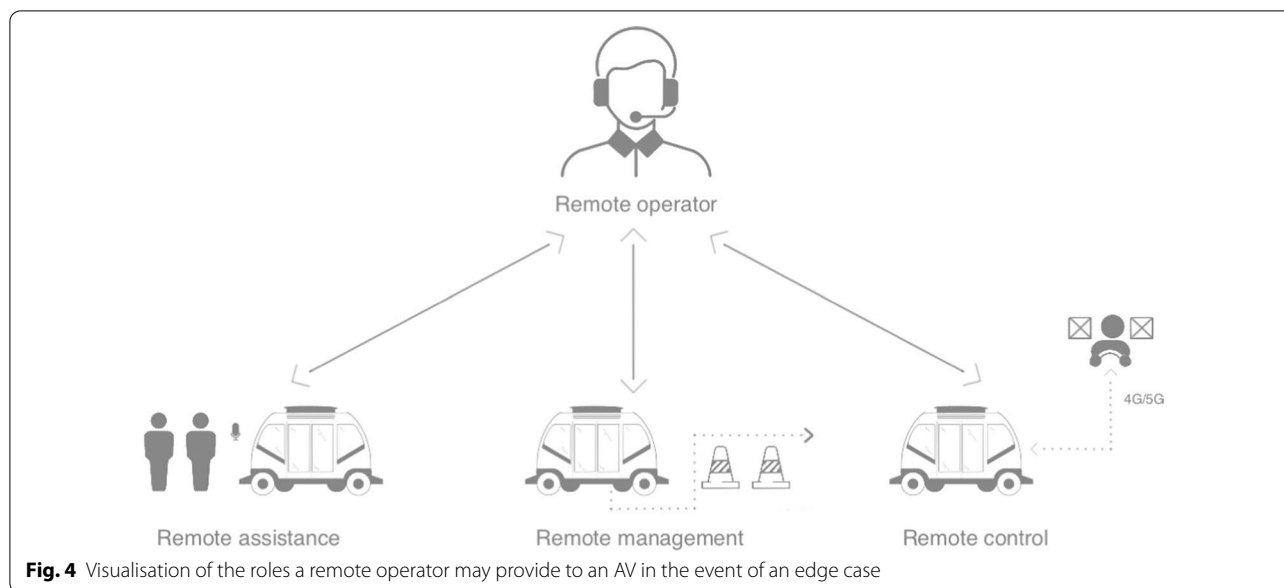 Remote operator
4G/5G
Remote assistance
Remote management
Remote control
Fig. 4 Visualisation of the roles a remote operator may provide to an AV in the event of an edge case